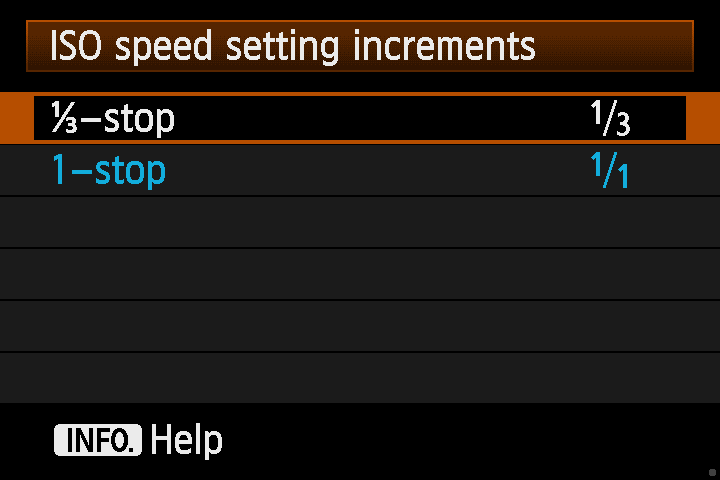 ISO speed setting increments
⅓-stop 1/3
1-stop 1/1
INFO. Help